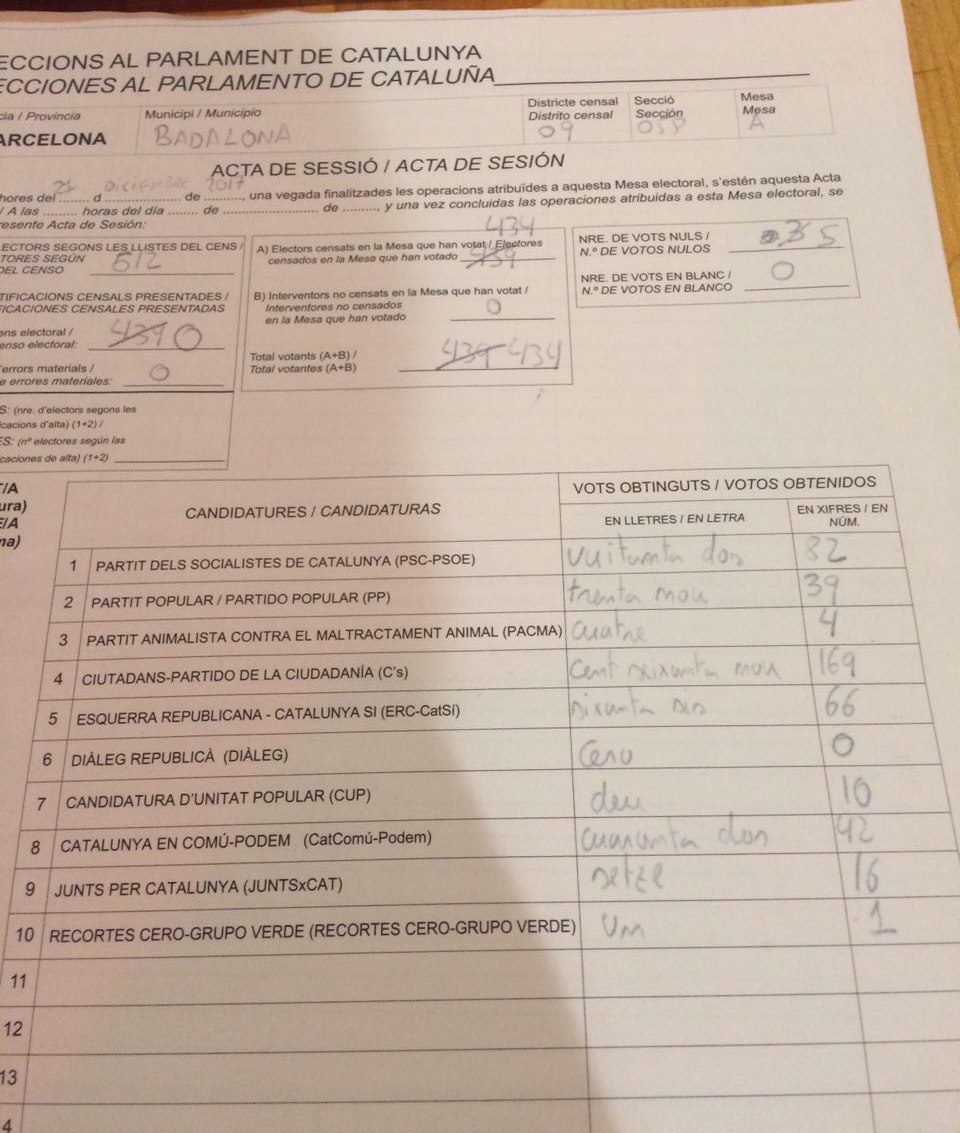 ECCIONS AL PARLAMENT DE CATALUNYA
ECCIONES AL PARLAMENTO DE CATALUÑA
cia / Provincia Municipi / Municipio Districte censal Secció Mesa
Distrito censal Sección Mesa
ARCELONA BADALONA 09 058 A
ACTA DE SESSIÓ / ACTA DE SESIÓN
hores del 21 d DICIEMBRE de 2017, una vegada finalitzades les operacions atribuïdes a aquesta Mesa electoral, s'estén aquesta Acta
/ A las ......... horas del día ........ de ........................ de ........., y una vez concluidas las operaciones atribuidas a esta Mesa electoral, se
resente Acta de Sesión:
LECTORS SEGONS LES LLISTES DEL CENS /
TORES SEGÚN
DEL CENSO 612
TIFICACIONS CENSALS PRESENTADES /
FICACIONES CENSALES PRESENTADAS
ens electoral /
enso electoral: 439 0
'errors materials /
e errores materiales: 0
S: (nre. d'electors segons les
icacions d'alta) (1+2) /
ES: (nº electores según las
caciones de alta) (1+2)
434
A) Electors censats en la Mesa que han votat / Electores
censados en la Mesa que han votado 439
B) Interventors no censats en la Mesa que han votat /
Interventores no censados
en la Mesa que han votado 0
Total votants (A+B) /
Total votantes (A+B) 439 434
NRE. DE VOTS NULS /
N.º DE VOTOS NULOS 5
NRE. DE VOTS EN BLANC /
N.º DE VOTOS EN BLANCO 0
T/A
ura)
E/A
ma)
CANDIDATURES / CANDIDATURAS VOTS OBTINGUTS / VOTOS OBTENIDOS
EN LLETRES / EN LETRA EN XIFRES / EN
NÚM.
1 PARTIT DELS SOCIALISTES DE CATALUNYA (PSC-PSOE) vuitanta dos 82
2 PARTIT POPULAR / PARTIDO POPULAR (PP) trenta nou 39
3 PARTIT ANIMALISTA CONTRA EL MALTRACTAMENT ANIMAL (PACMA) cuatre 4
4 CIUTADANS-PARTIDO DE LA CIUDADANÍA (C's) Cent seixanta nou 169
5 ESQUERRA REPUBLICANA - CATALUNYA SI (ERC-CatSí) sixanta sis 66
6 DIÀLEG REPUBLICÀ (DIÀLEG) Cero 0
7 CANDIDATURA D'UNITAT POPULAR (CUP) deu 10
8 CATALUNYA EN COMÚ-PODEM (CatComú-Podem) cuaranta dos 42
9 JUNTS PER CATALUNYA (JUNTSxCAT) setze 16
10 RECORTES CERO-GRUPO VERDE (RECORTES CERO-GRUPO VERDE) Un 1
11
12
13
4